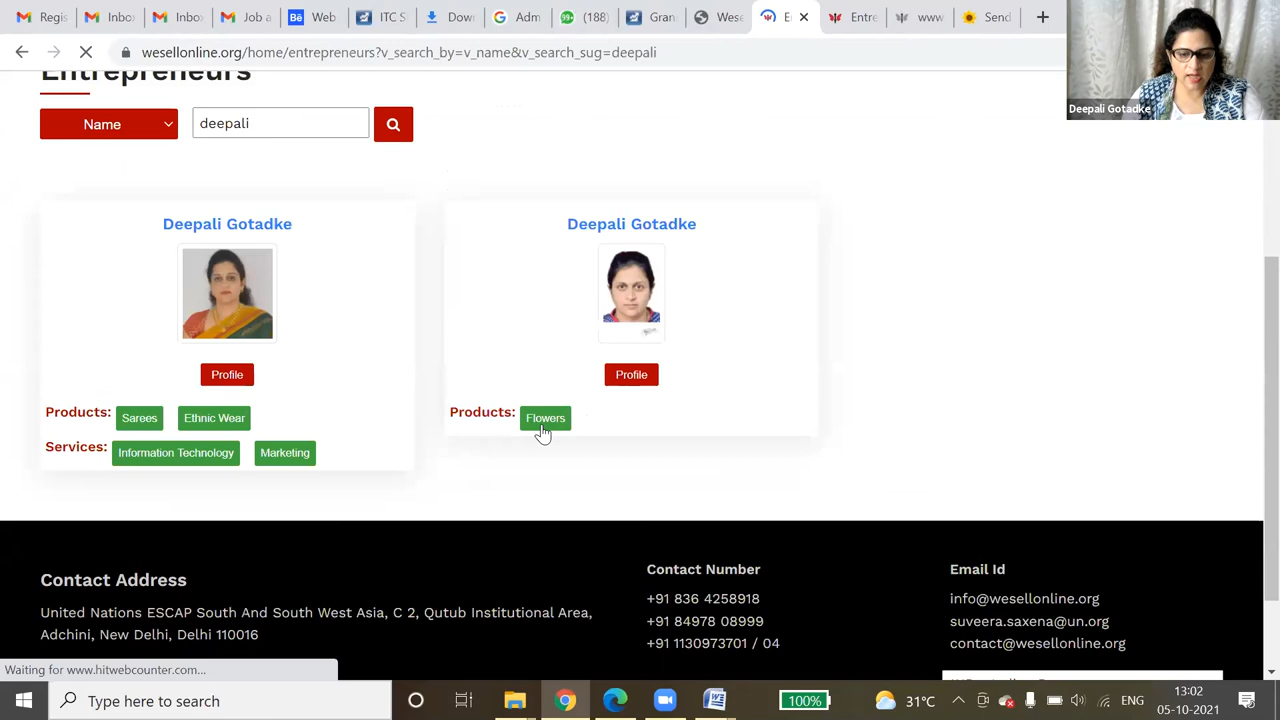 Regis
Inbo
Inbox
Job a
Web
ITC S
Dow
Adm
(188)
Gran
Wese
E
Entre
www
Send
wesellonline.org/home/entrepreneurs?v_search_by=v_name&v_search_sug=deepali
Deepali Gotadke
Entrepreneurs
Name
deepali
Deepali Gotadke
Deepali Gotadke
Profile
Profile
Products: Sarees Ethnic Wear
Services: Information Technology Marketing
Products: Flowers
Contact Address
United Nations ESCAP South And South West Asia, C 2, Qutub Institutional Area,
Adchini, New Delhi, Delhi 110016
Contact Number
+91 836 4258918
+91 84978 08999
+91 1130973701 / 04
Email Id
info@wesellonline.org
suveera.saxena@un.org
contact@wesellonline.org
Waiting for www.hitwebcounter.com...
Type here to search
100%
31°C
ENG
13:02
05-10-2021